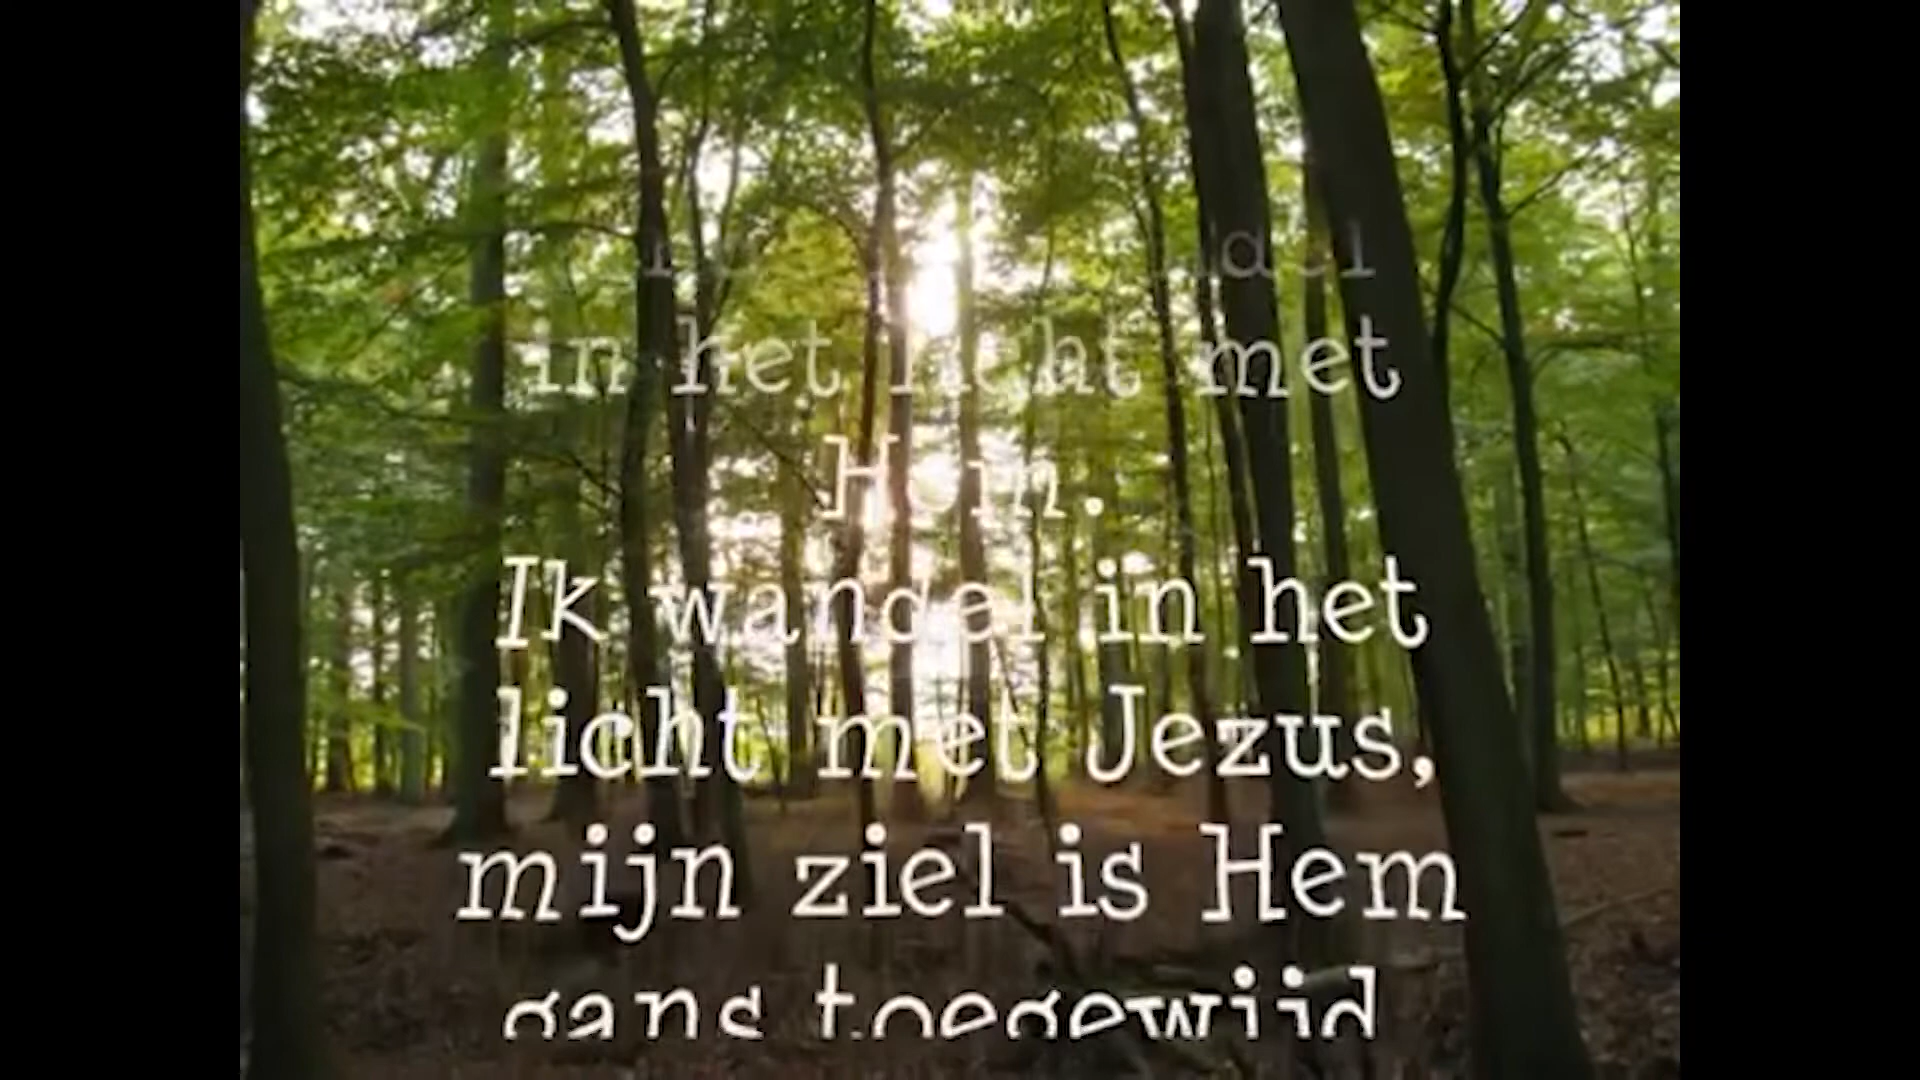 in het licht met
Hem.
Ik wandel in het
licht met Jezus,
mijn ziel is Hem
gans toegewijd